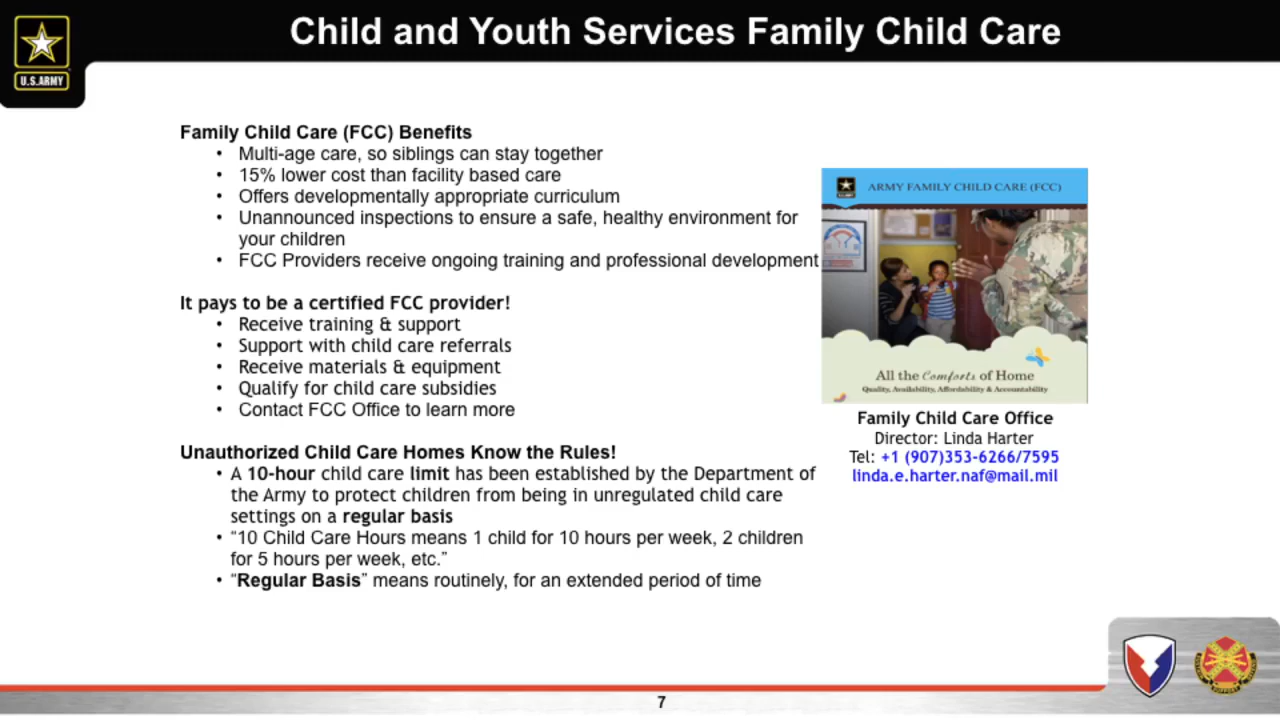 Child and Youth Services Family Child Care
U.S.ARMY
Family Child Care (FCC) Benefits
• Multi-age care, so siblings can stay together
• 15% lower cost than facility based care
• Offers developmentally appropriate curriculum
• Unannounced inspections to ensure a safe, healthy environment for
your children
• FCC Providers receive ongoing training and professional development
It pays to be a certified FCC provider!
• Receive training & support
• Support with child care referrals
• Receive materials & equipment
• Qualify for child care subsidies
• Contact FCC Office to learn more
Unauthorized Child Care Homes Know the Rules!
• A 10-hour child care limit has been established by the Department of
the Army to protect children from being in unregulated child care
settings on a regular basis
• “10 Child Care Hours means 1 child for 10 hours per week, 2 children
for 5 hours per week, etc.”
• “Regular Basis” means routinely, for an extended period of time
ARMY FAMILY CHILD CARE (FCC)
All the Comforts of Home
Quality, Availability, Affordability & Accountability
Family Child Care Office
Director: Linda Harter
Tel: +1 (907)353-6266/7595
linda.e.harter.naf@mail.mil
7